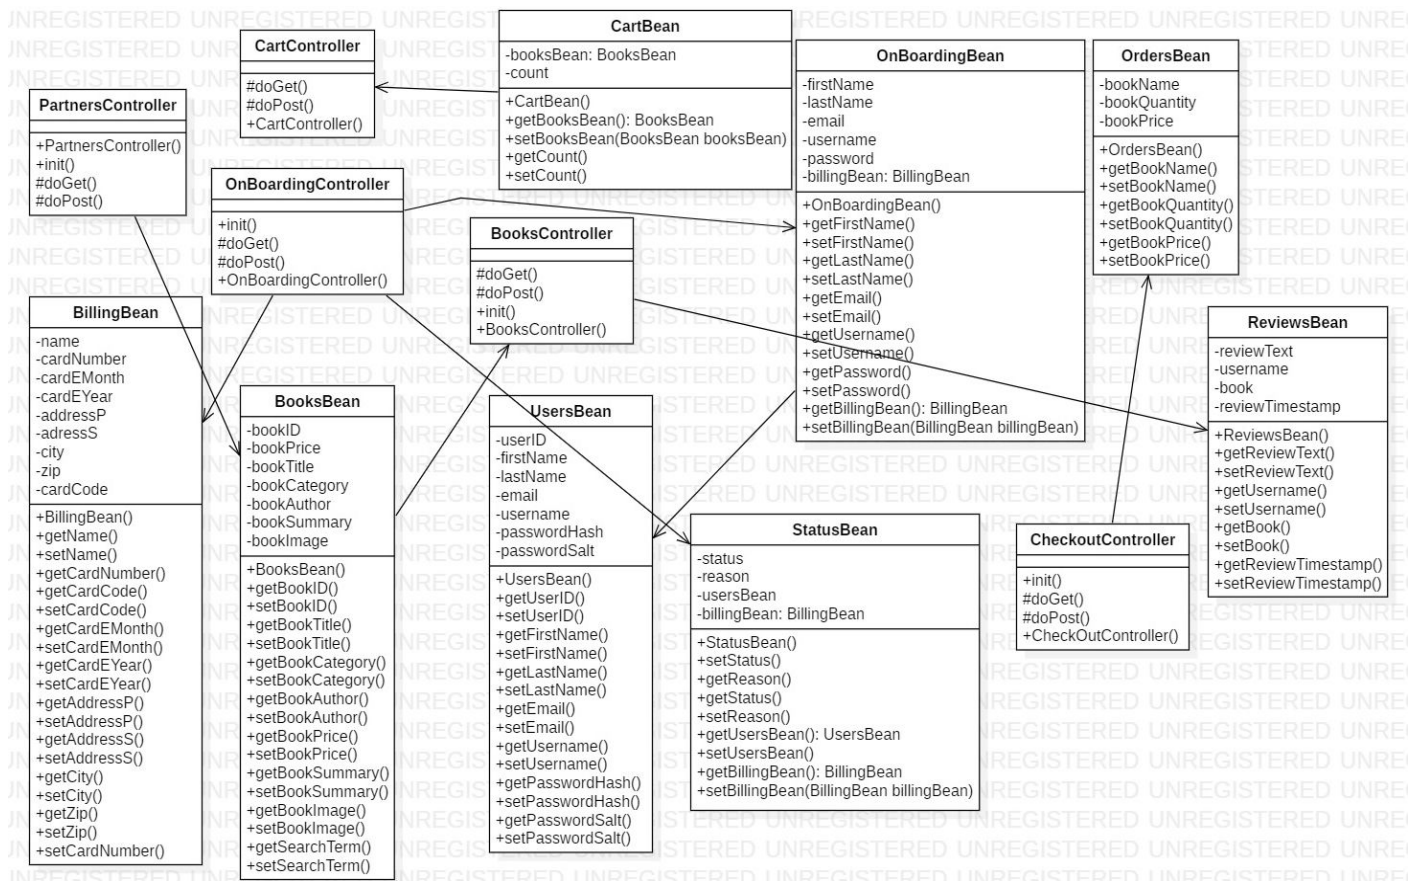 CartController
#doGet()
#doPost()
+CartController()
CartBean
-booksBean: BooksBean
-count
+CartBean()
+getBooksBean(): BooksBean
+setBooksBean(BooksBean booksBean)
+getCount()
+setCount()
OnBoardingBean
-firstName
-lastName
-email
-username
-password
-billingBean: BillingBean
+OnBoardingBean()
+getFirstName()
+setFirstName()
+getLastName()
+setLastName()
+getEmail()
+setEmail()
+getUsername()
+setUsername()
+getPassword()
+setPassword()
+getBillingBean(): BillingBean
+setBillingBean(BillingBean billingBean)
OrdersBean
-bookName
-bookQuantity
-bookPrice
+OrdersBean()
+getBookName()
+setBookName()
+getBookQuantity()
+setBookQuantity()
+getBookPrice()
+setBookPrice()
PartnersController
+PartnersController()
+init()
#doGet()
#doPost()
OnBoardingController
+init()
#doGet()
#doPost()
+OnBoardingController()
BooksController
#doGet()
#doPost()
+init()
+BooksController()
BillingBean
-name
-cardNumber
-cardEMonth
-cardEYear
-addressP
-adressS
-city
-zip
-cardCode
+BillingBean()
+getName()
+setName()
+getCardNumber()
+getCardCode()
+setCardCode()
+getCardEMonth()
+setCardEMonth()
+getCardEYear()
+setCardEYear()
+getAddressP()
+setAddressP()
+getAddressS()
+setAddressS()
+getCity()
+setCity()
+getZip()
+setZip()
+setCardNumber()
BooksBean
-bookID
-bookPrice
-bookTitle
-bookCategory
-bookAuthor
-bookSummary
-bookImage
+BooksBean()
+getBookID()
+setBookID()
+getBookTitle()
+setBookTitle()
+getBookCategory()
+setBookCategory()
+getBookAuthor()
+setBookAuthor()
+getBookPrice()
+setBookPrice()
+getBookSummary()
+setBookSummary()
+getBookImage()
+setBookImage()
+getSearchTerm()
+setSearchTerm()
UsersBean
-userID
-firstName
-lastName
-email
-username
-passwordHash
-passwordSalt
+UsersBean()
+getUserID()
+setUserID()
+getFirstName()
+setFirstName()
+getLastName()
+setLastName()
+getEmail()
+setEmail()
+getUsername()
+setUsername()
+getPasswordHash()
+setPasswordHash()
+getPasswordSalt()
+setPasswordSalt()
StatusBean
-status
-reason
-usersBean
-billingBean: BillingBean
+StatusBean()
+setStatus()
+getReason()
+getStatus()
+setReason()
+getUsersBean(): UsersBean
+setUsersBean()
+getBillingBean(): BillingBean
+setBillingBean(BillingBean billingBean)
CheckoutController
+init()
#doGet()
#doPost()
+CheckOutController()
ReviewsBean
-reviewText
-username
-book
-reviewTimestamp
+ReviewsBean()
+getReviewText()
+setReviewText()
+getUsername()
+setUsername()
+getBook()
+setBook()
+getReviewTimestamp()
+setReviewTimestamp()
UNREGISTERED